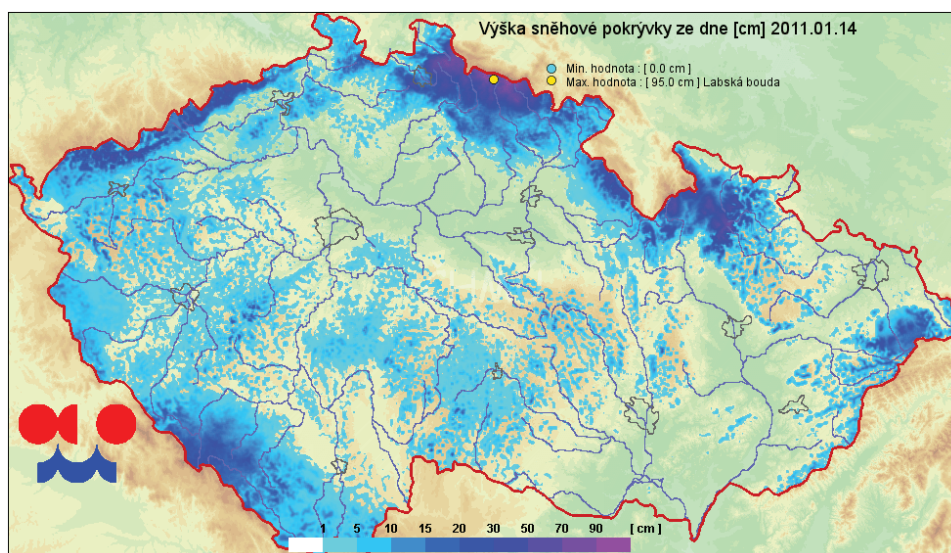 Výška sněhové pokrývky ze dne [cm] 2011.01.14
Min. hodnota : [ 0.0 cm ]
Max. hodnota : [ 95.0 cm ] Labská bouda
1 5 10 15 20 30 50 70 90 [ cm ]